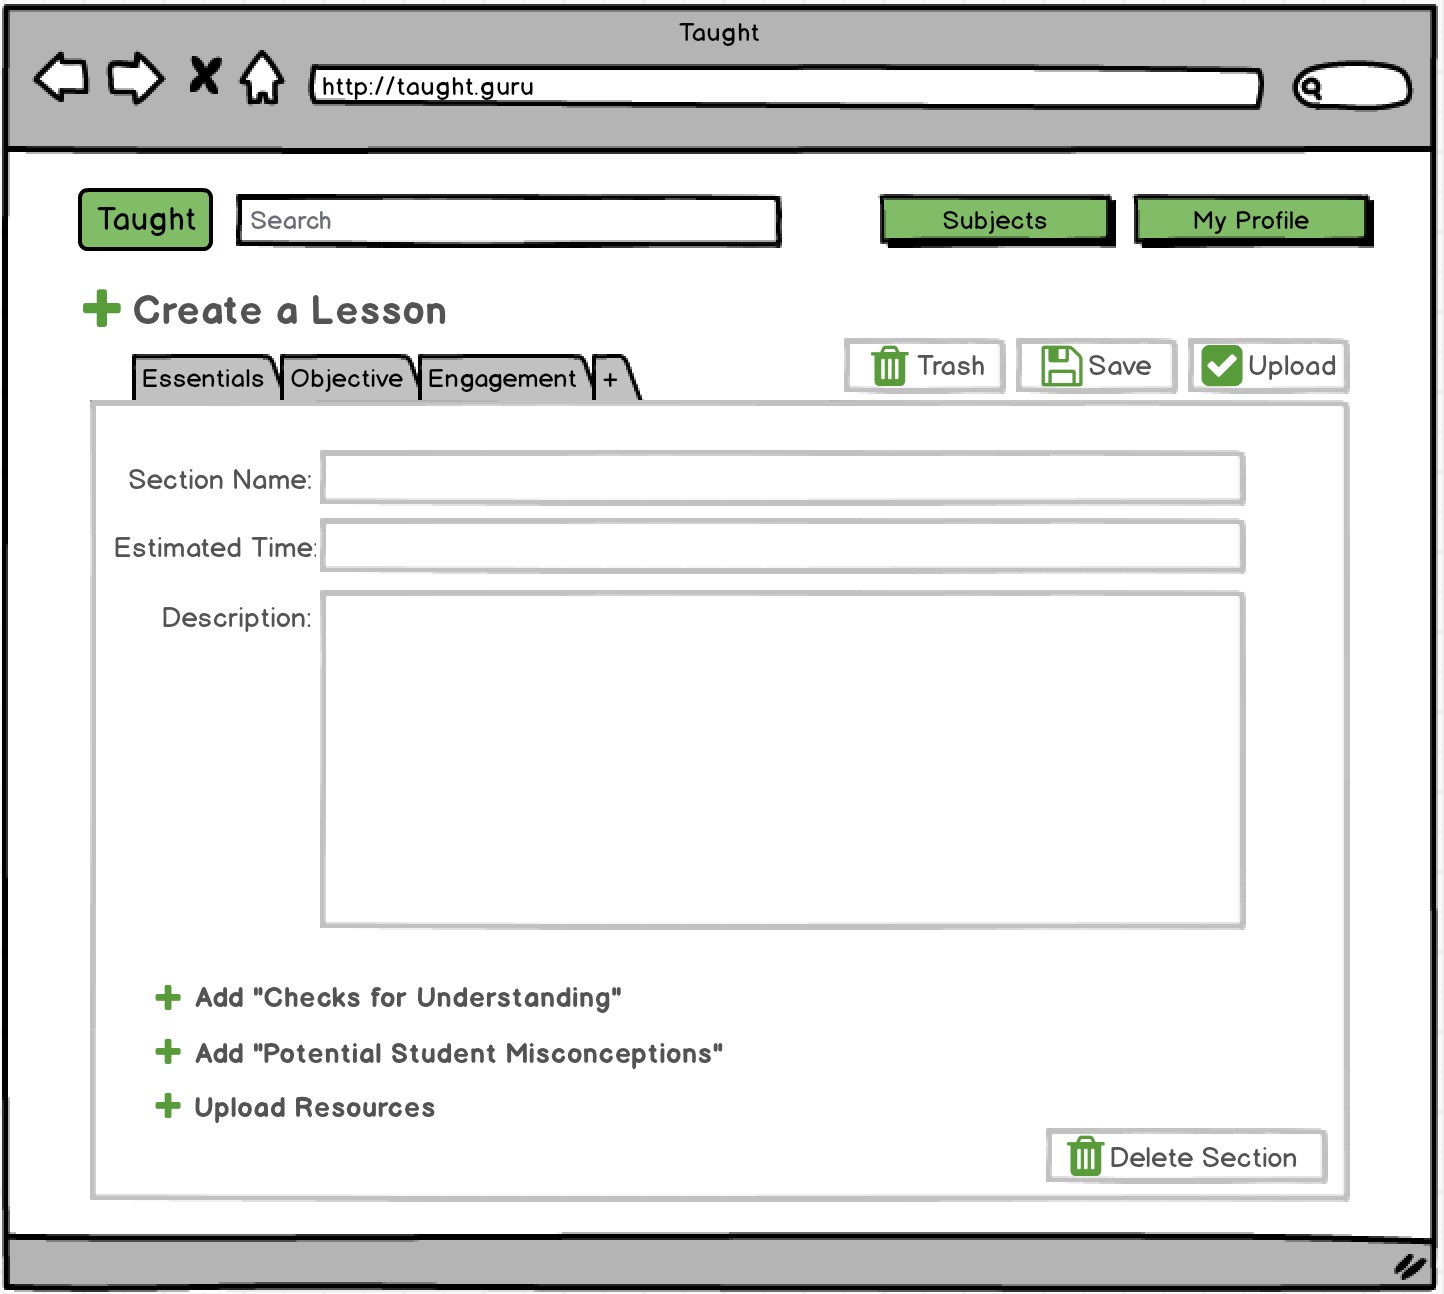 Taught
http://taught.guru
Taught Search Subjects My Profile
Create a Lesson
Essentials Objective Engagement + Trash Save Upload
Section Name:
Estimated Time:
Description:
Add "Checks for Understanding"
Add "Potential Student Misconceptions"
Upload Resources
Delete Section